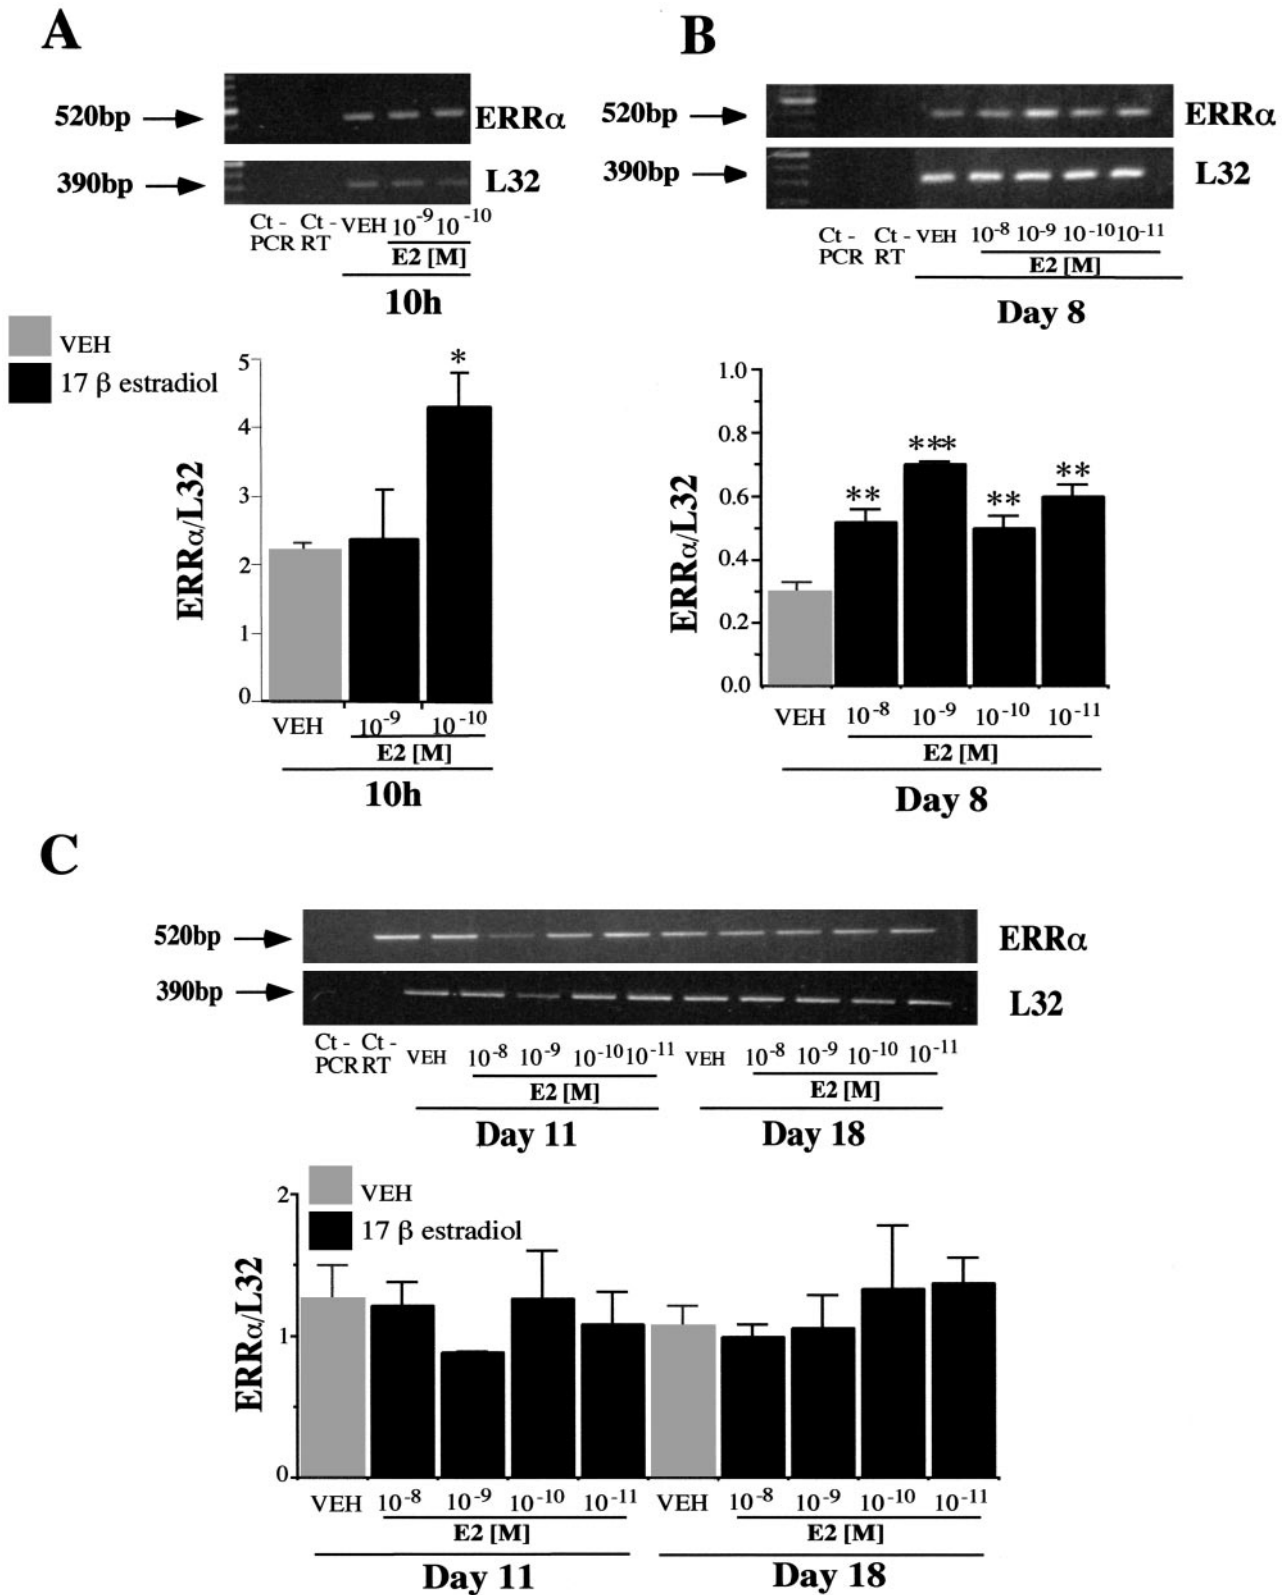 A
520bp
ERRα
390bp
L32
Ct - Ct - VEH 10-9 10-10
PCR RT
E2 [M]
10h
VEH
17 β estradiol
5
*
4
3
2
1
0
ERRα/L32
VEH 10-9 10-10
E2 [M]
10h
B
520bp
ERRα
390bp
L32
Ct - Ct - VEH 10-8 10-9 10-10 10-11
PCR RT
E2 [M]
Day 8
1.0
0.8
0.6
0.4
0.2
0.0
ERRα/L32
** *** ** **
VEH 10-8 10-9 10-10 10-11
E2 [M]
Day 8
C
520bp
ERRα
390bp
L32
Ct - Ct - VEH 10-8 10-9 10-10 10-11 VEH 10-8 10-9 10-10 10-11
PCR RT
E2 [M] E2 [M]
Day 11 Day 18
VEH
17 β estradiol
2
1
0
ERRα/L32
VEH 10-8 10-9 10-10 10-11 VEH 10-8 10-9 10-10 10-11
E2 [M] E2 [M]
Day 11 Day 18